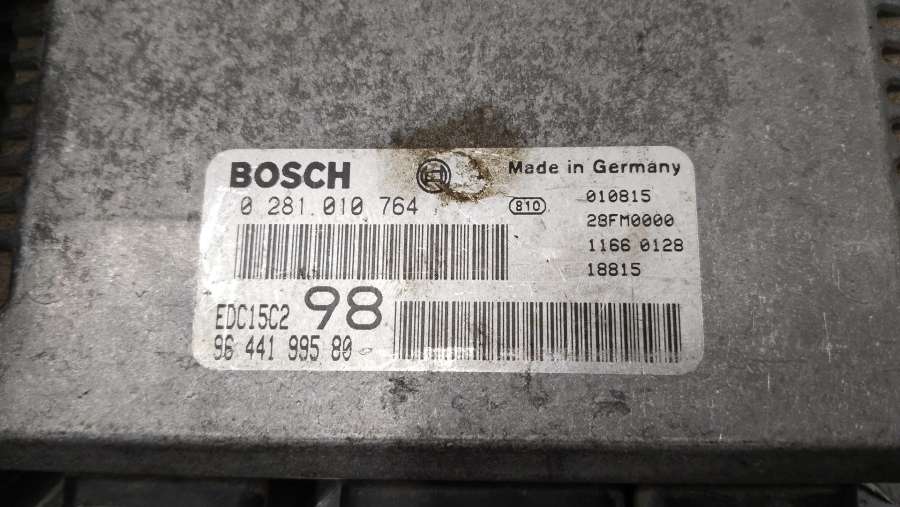 BOSCH
Made in Germany
0 281 010 764
810
010815
28FM0000
1166 0128
18815
EDC15C2 98
96 441 995 80